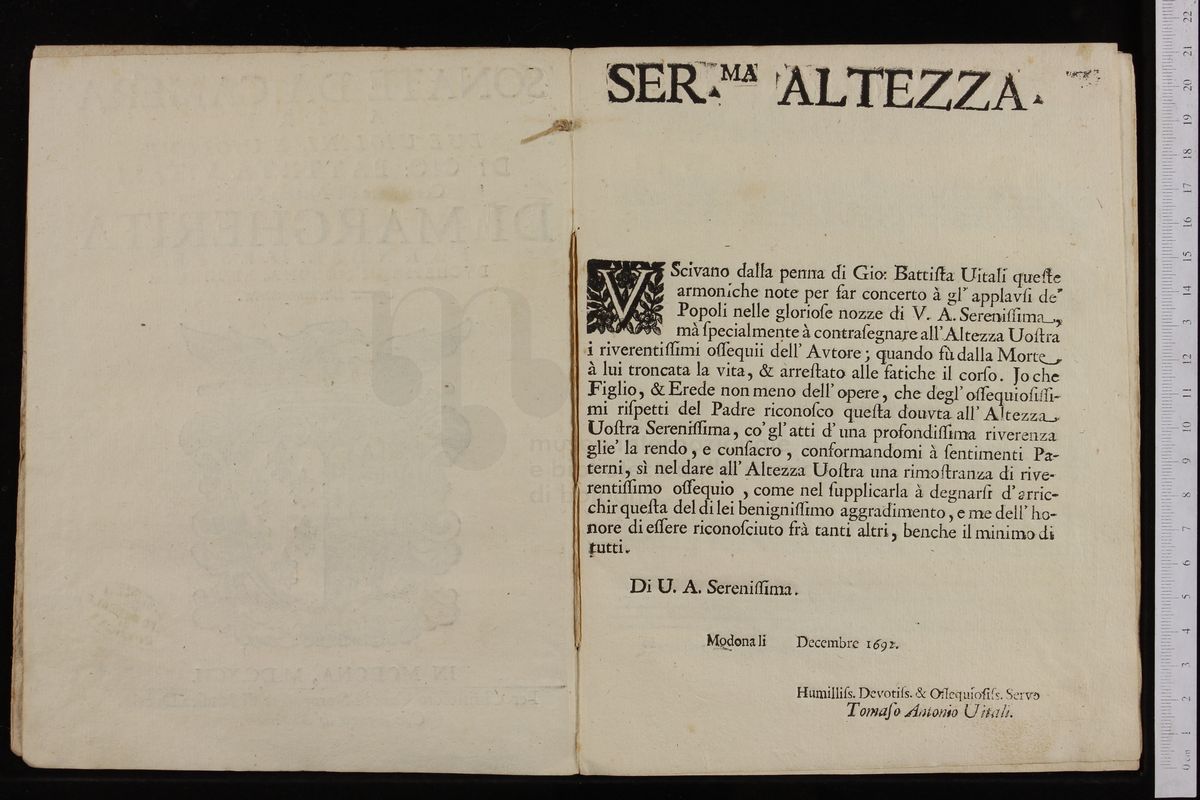 SER.MA ALTEZZA.
VScivano dalla penna di Gio: Battiſta Uitali queſte
armoniche note per far concerto à gl' applavſi de'
Popoli nelle glorioſe nozze di V. A. Sereniſſima,
mà ſpecialmente à contraſegnare all'Altezza Uoſtra
i riverentiſſimi oſſequii dell' Avtore; quando fù dalla Morte
à lui troncata la vita, & arreſtato alle fatiche il corſo. Jo che
Figlio, & Erede non meno dell' opere, che degl' oſſequioſiſſi-
mi riſpetti del Padre riconoſco queſta douvta all' Altezza
Uoſtra Sereniſſima, co' gl' atti d' una profondiſſima riverenza
glie' la rendo, e conſacro, conformandomi à ſentimenti Pa-
terni, sì nel dare all' Altezza Uoſtra una rimoſtranza di rive-
rentiſſimo oſſequio, come nel ſupplicarla à degnarſi d'arric-
chir queſta del di lei benigniſſimo aggradimento, e me dell' ho-
nore di eſſere riconoſciuto frà tanti altri, benche il minimo di
tutti.
Di U. A. Sereniſſima.
Modona li Decembre 1692.
Humilliſs. Devotiſs. & Oſſequioſiſs. Servo
Tomaſo Antonio Uitali.